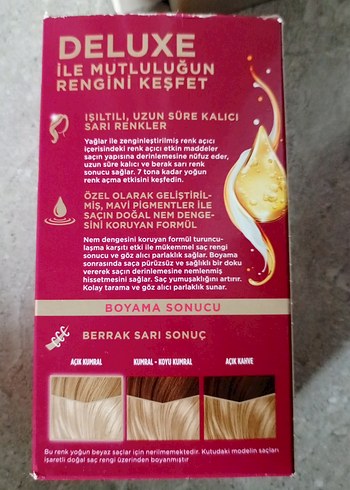 DELUXE
İLE MUTLULUĞUN
RENGİNİ KEŞFET
IŞILTILI, UZUN SÜRE KALICI
SARI RENKLER
Yağlar ile zenginleştirilmiş renk açıcı
içerisindeki renk açıcı etkin maddeler
saçın yapısına derinlemesine nüfuz eder,
uzun süre kalıcı ve berak sarı renk
sonucu sağlar. 7 tona kadar yoğun
renk açma etkisini keşfedin.
ÖZEL OLARAK GELİŞTİRİL-
MİŞ, MAVİ PIGMENTLER İLE
SAÇIN DOĞAL NEM DENGE-
SİNİ KORUYAN FORMÜL
Nem dengesini koruyan formül turuncu-
laşma karşıtı etki ile mükemmel saç rengi
sonucu ve göz alıcı parlaklık sağlar. Boyama
sonrasında saça pürüzsüz ve sağlıklı bir doku
vererek saçın derinlemesine nemlenmiş
hissetmesini sağlar. Saç yumuşaklığını artırır.
Kolay tarama ve göz alıcı parlaklık sunar.
BOYAMA SONUCU
BERRAK SARI SONUÇ
AÇIK KUMRAL
KUMRAL - KOYU KUMRAL
AÇIK KAHVE
Bu renk yoğun beyaz saçlar için nerilmemektedir. Kutudaki modelin saçları
işaretli doğal saç rengi üzerinden boyanmıştır